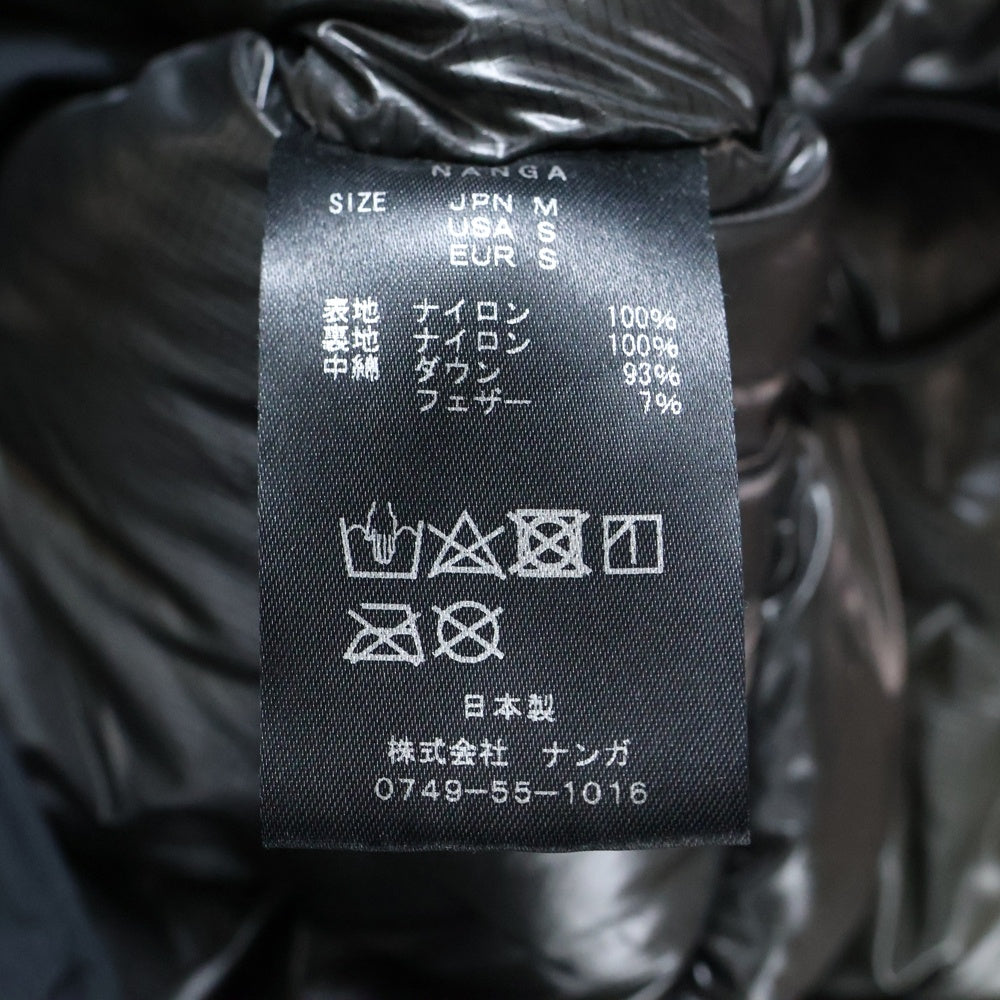 NANGA
SIZE JPN M
USA S
EUR S
表地 ナイロン 100%
裏地 ナイロン 100%
中綿 ダウン 93%
フェザー 7%
日本製
株式会社 ナンガ
0749-55-1016